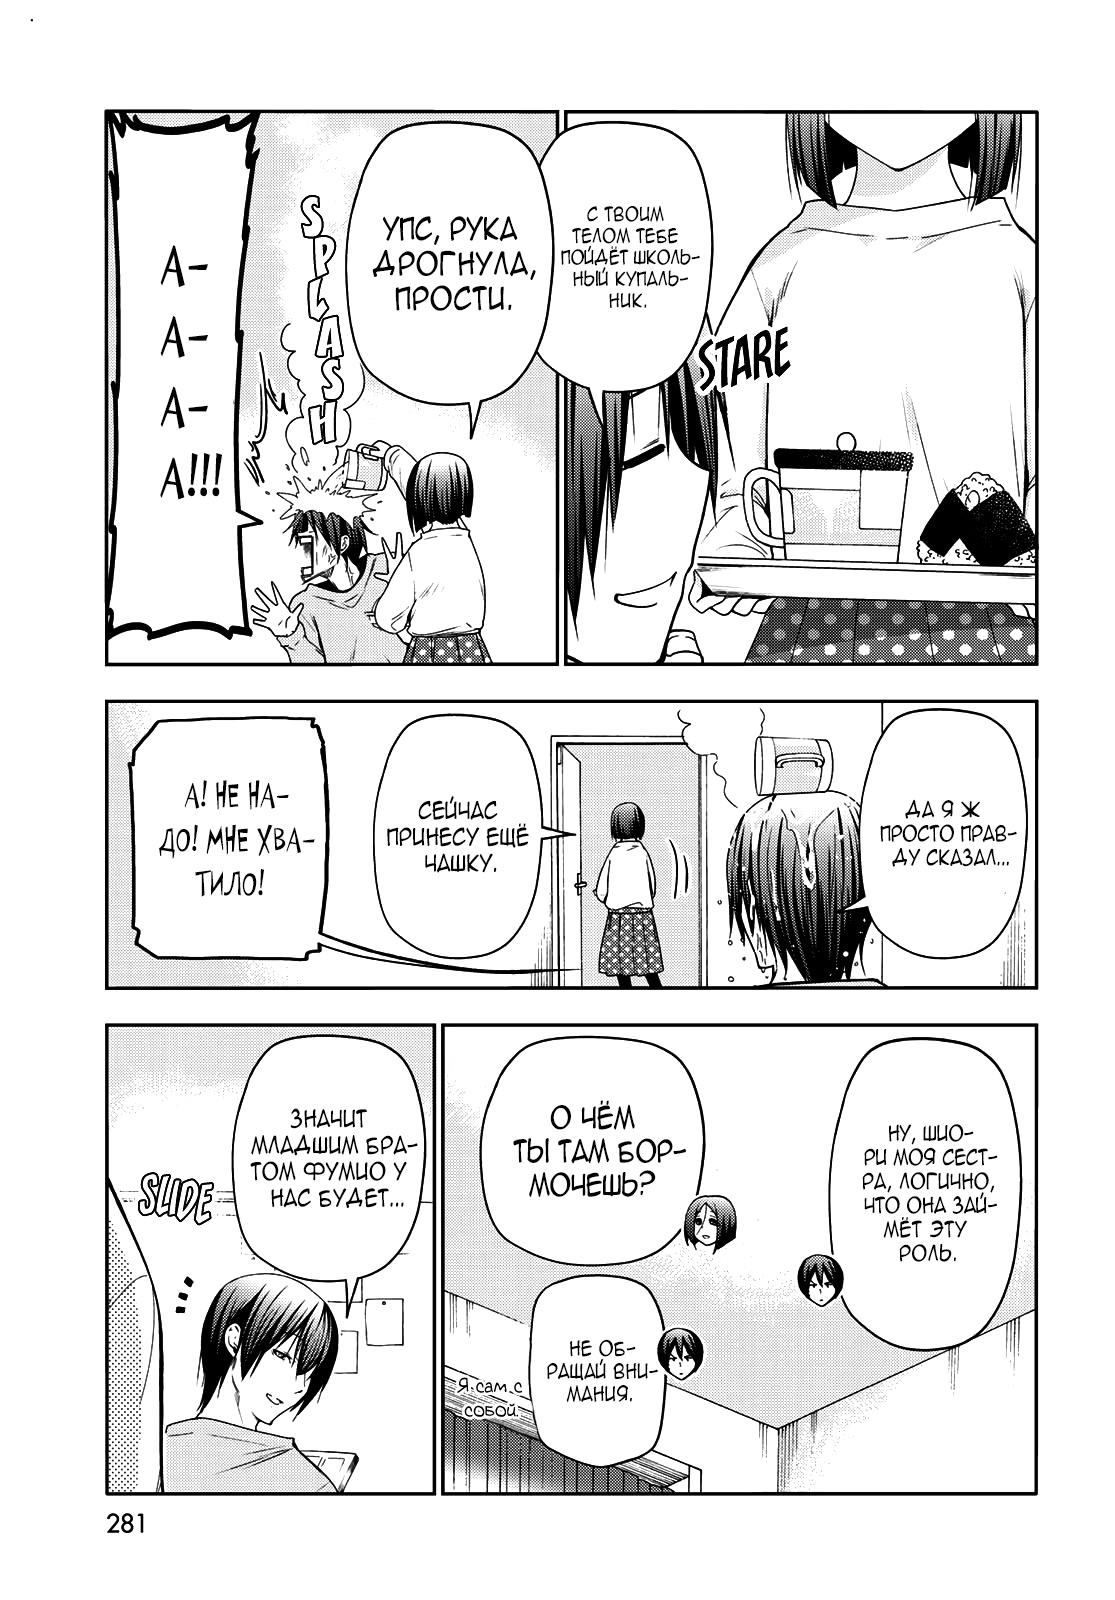 С ТВОИМ
ТЕЛОМ ТЕБЕ
ПОЙДЁТ ШКОЛЬ-
НЫЙ КУПАЛЬ-
НИК.
STARE
УПС, РУКА
ДРОГНУЛА,
ПРОСТИ.
SPLASH
А-
А-
А-
А!!!
ДА Я Ж
ПРОСТО ПРАВ-
ДУ СКАЗАЛ...
СЕЙЧАС
ПРИНЕСУ ЕЩЁ
ЧАШКУ.
А! НЕ НА-
ДО! МНЕ ХВА-
ТИЛО!
НУ, ШИО-
РИ МОЯ СЕСТ-
РА, ЛОГИЧНО,
ЧТО ОНА ЗАЙ-
МЁТ ЭТУ
РОЛЬ.
О ЧЁМ
ТЫ ТАМ БОР-
МОЧЕШЬ?
НЕ ОБ-
РАЩАЙ ВНИ-
МАНИЯ.
Я сам с
собой.
ЗНАЧИТ
МЛАДШИМ БРА-
ТОМ ФУМИО У
НАС БУДЕТ...
SLIDE
281